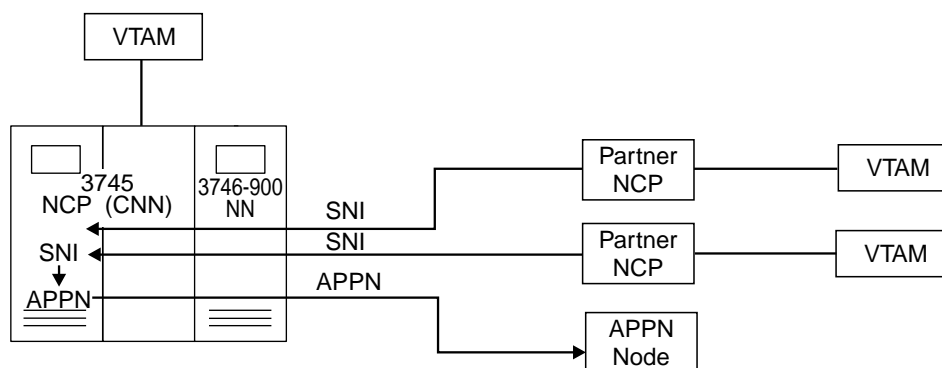 VTAM
3745
NCP (CNN)
3746-900
NN
SNI
SNI
SNI
APPN
APPN
Partner
NCP
VTAM
Partner
NCP
VTAM
APPN
Node